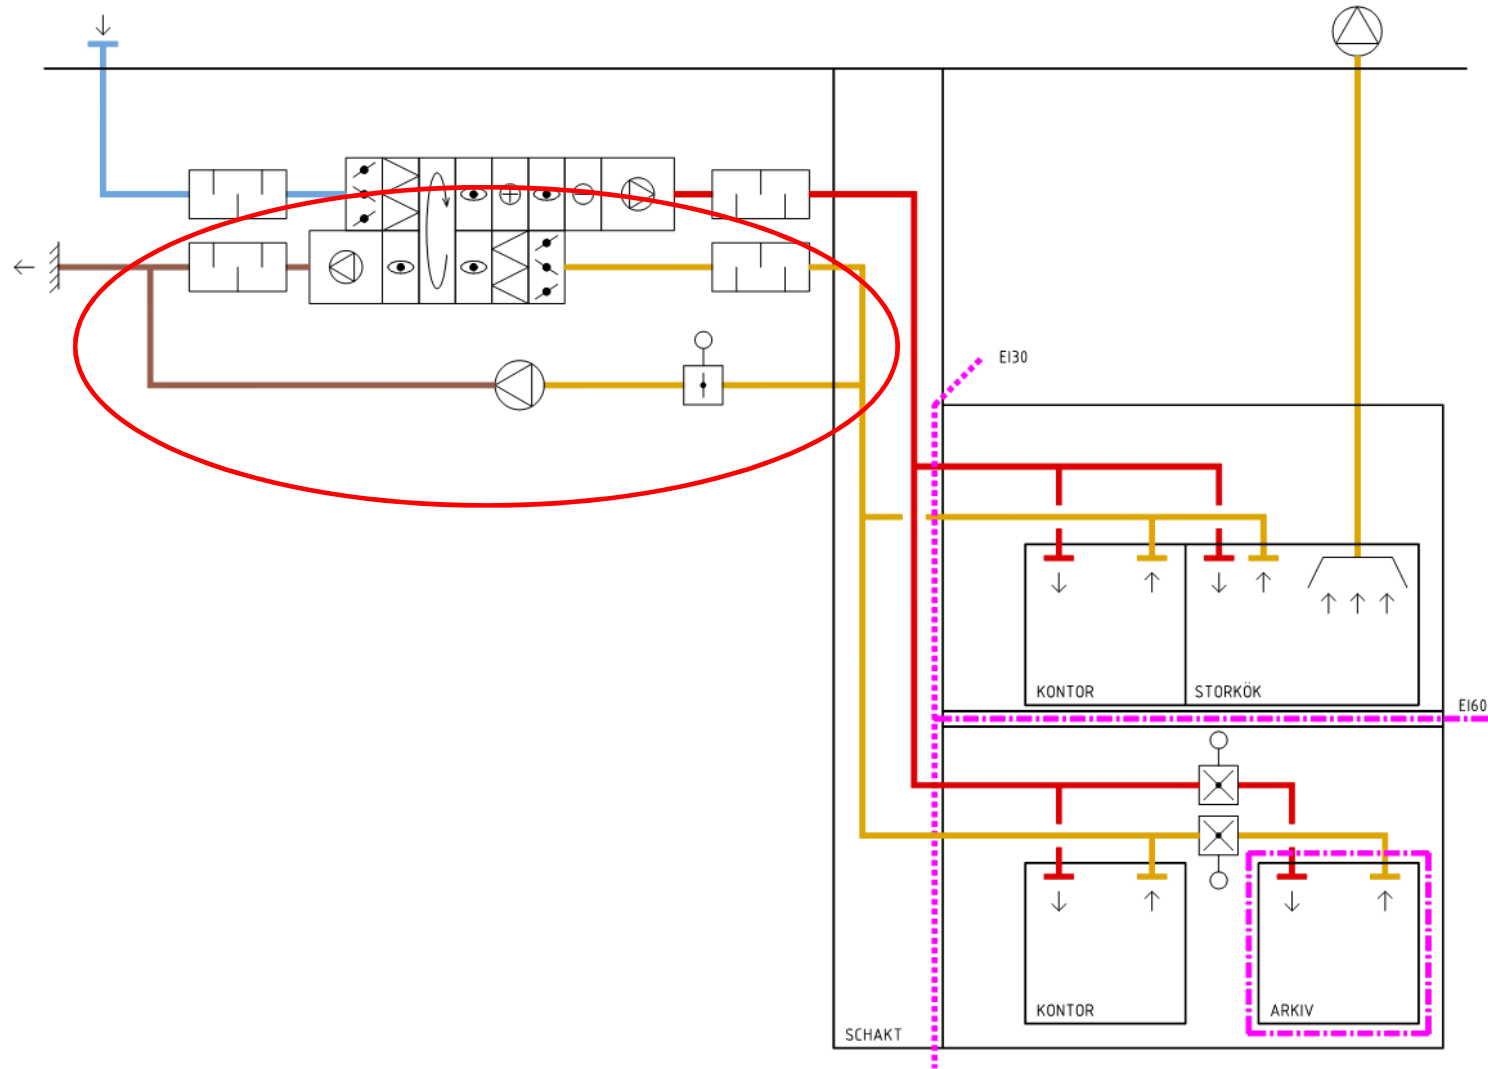 EI30
KONTOR
STORKÖK
EI60
KONTOR
ARKIV
SCHAKT